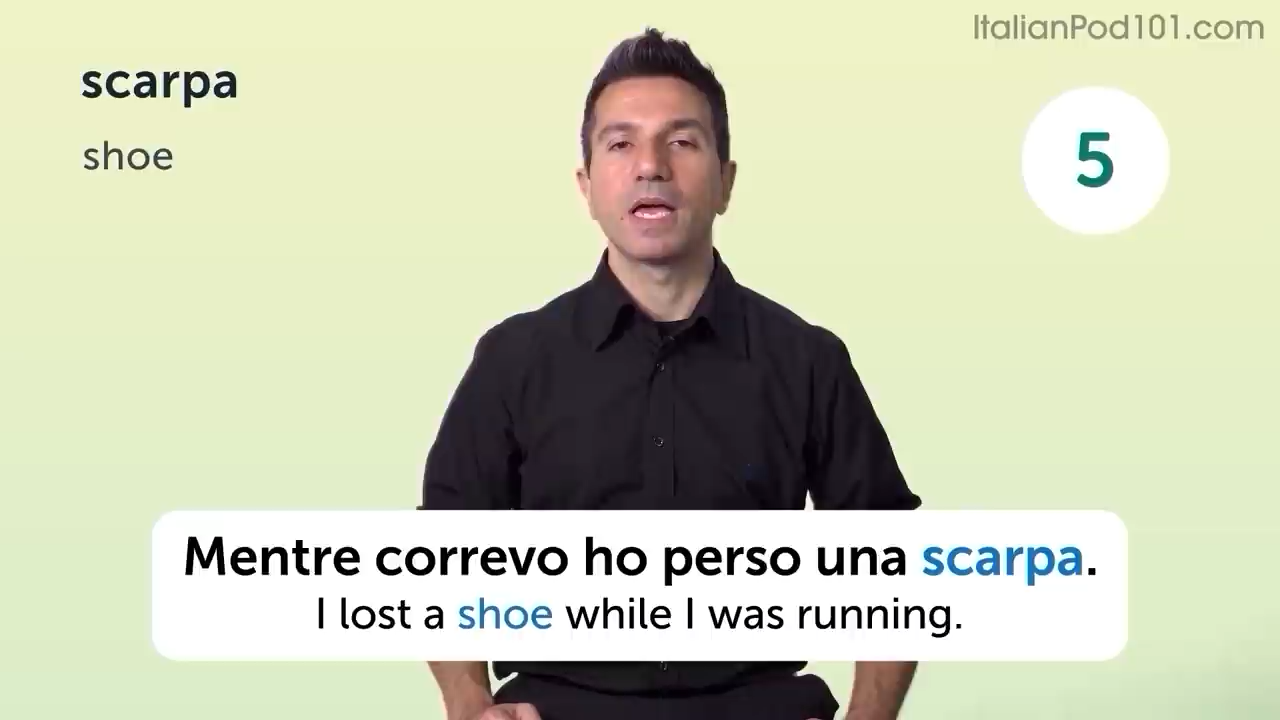 ItalianPod101.com
scarpa
shoe
5
Mentre correvo ho perso una scarpa.
I lost a shoe while I was running.